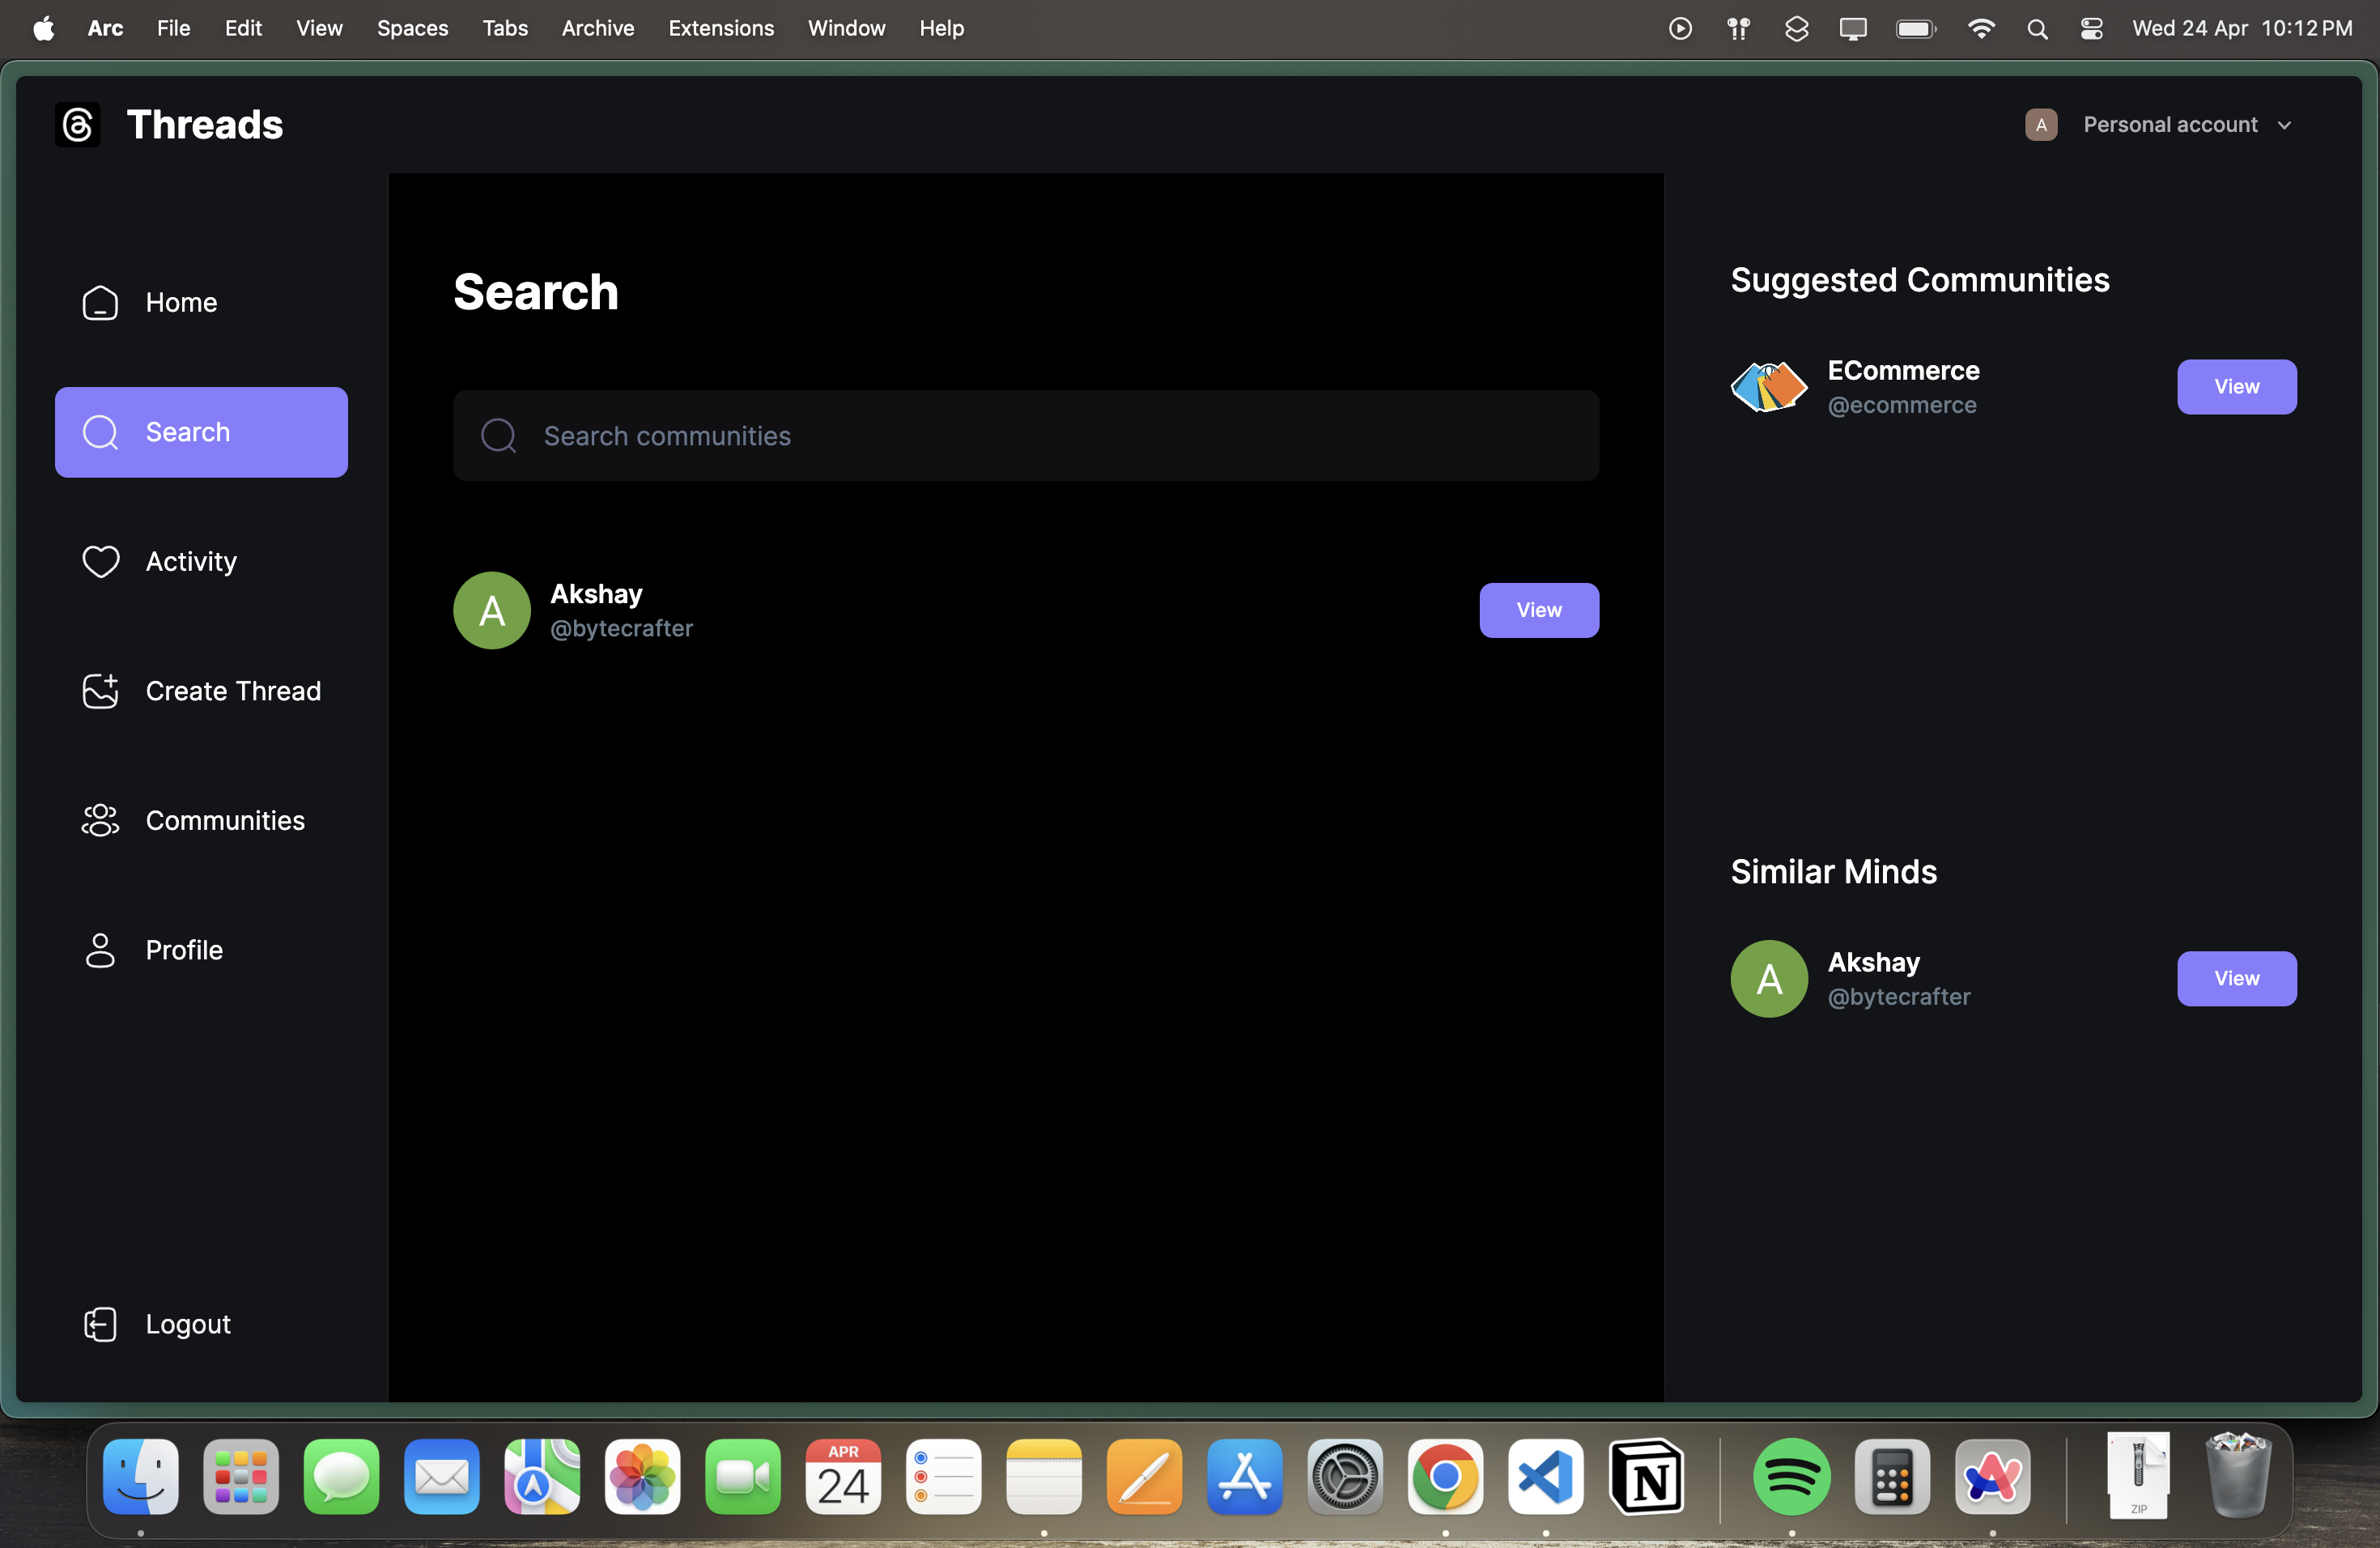 Arc File Edit View Spaces Tabs Archive Extensions Window Help Wed 24 Apr 10:12 PM
Threads
A Personal account
Home
Search
Activity
Create Thread
Communities
Profile
Logout
Search
Search communities
A
Akshay
@bytecrafter
View
Suggested Communities
ECommerce
@ecommerce
View
Similar Minds
A
Akshay
@bytecrafter
View
APR
24
N
ZIP